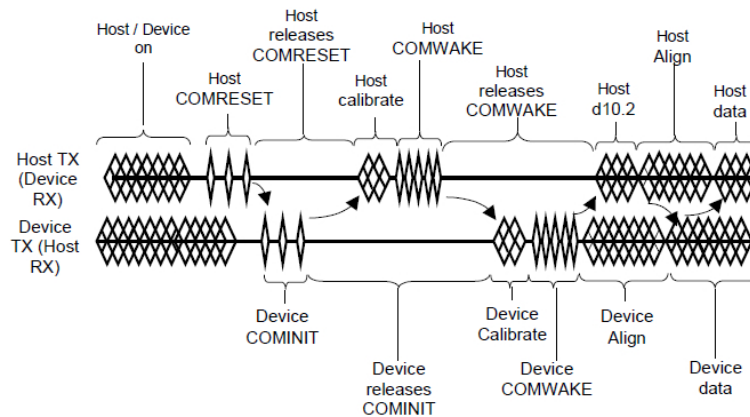 Host / Device
on
Host
COMRESET
Host
releases
COMRESET
Host
calibrate
Host
COMWAKE
Host
releases
COMWAKE
Host
d10.2
Host
Align
Host
data
Host TX
(Device
RX)
Device
TX (Host
RX)
Device
COMINIT
Device
releases
COMINIT
Device
Calibrate
Device
COMWAKE
Device
Align
Device
data